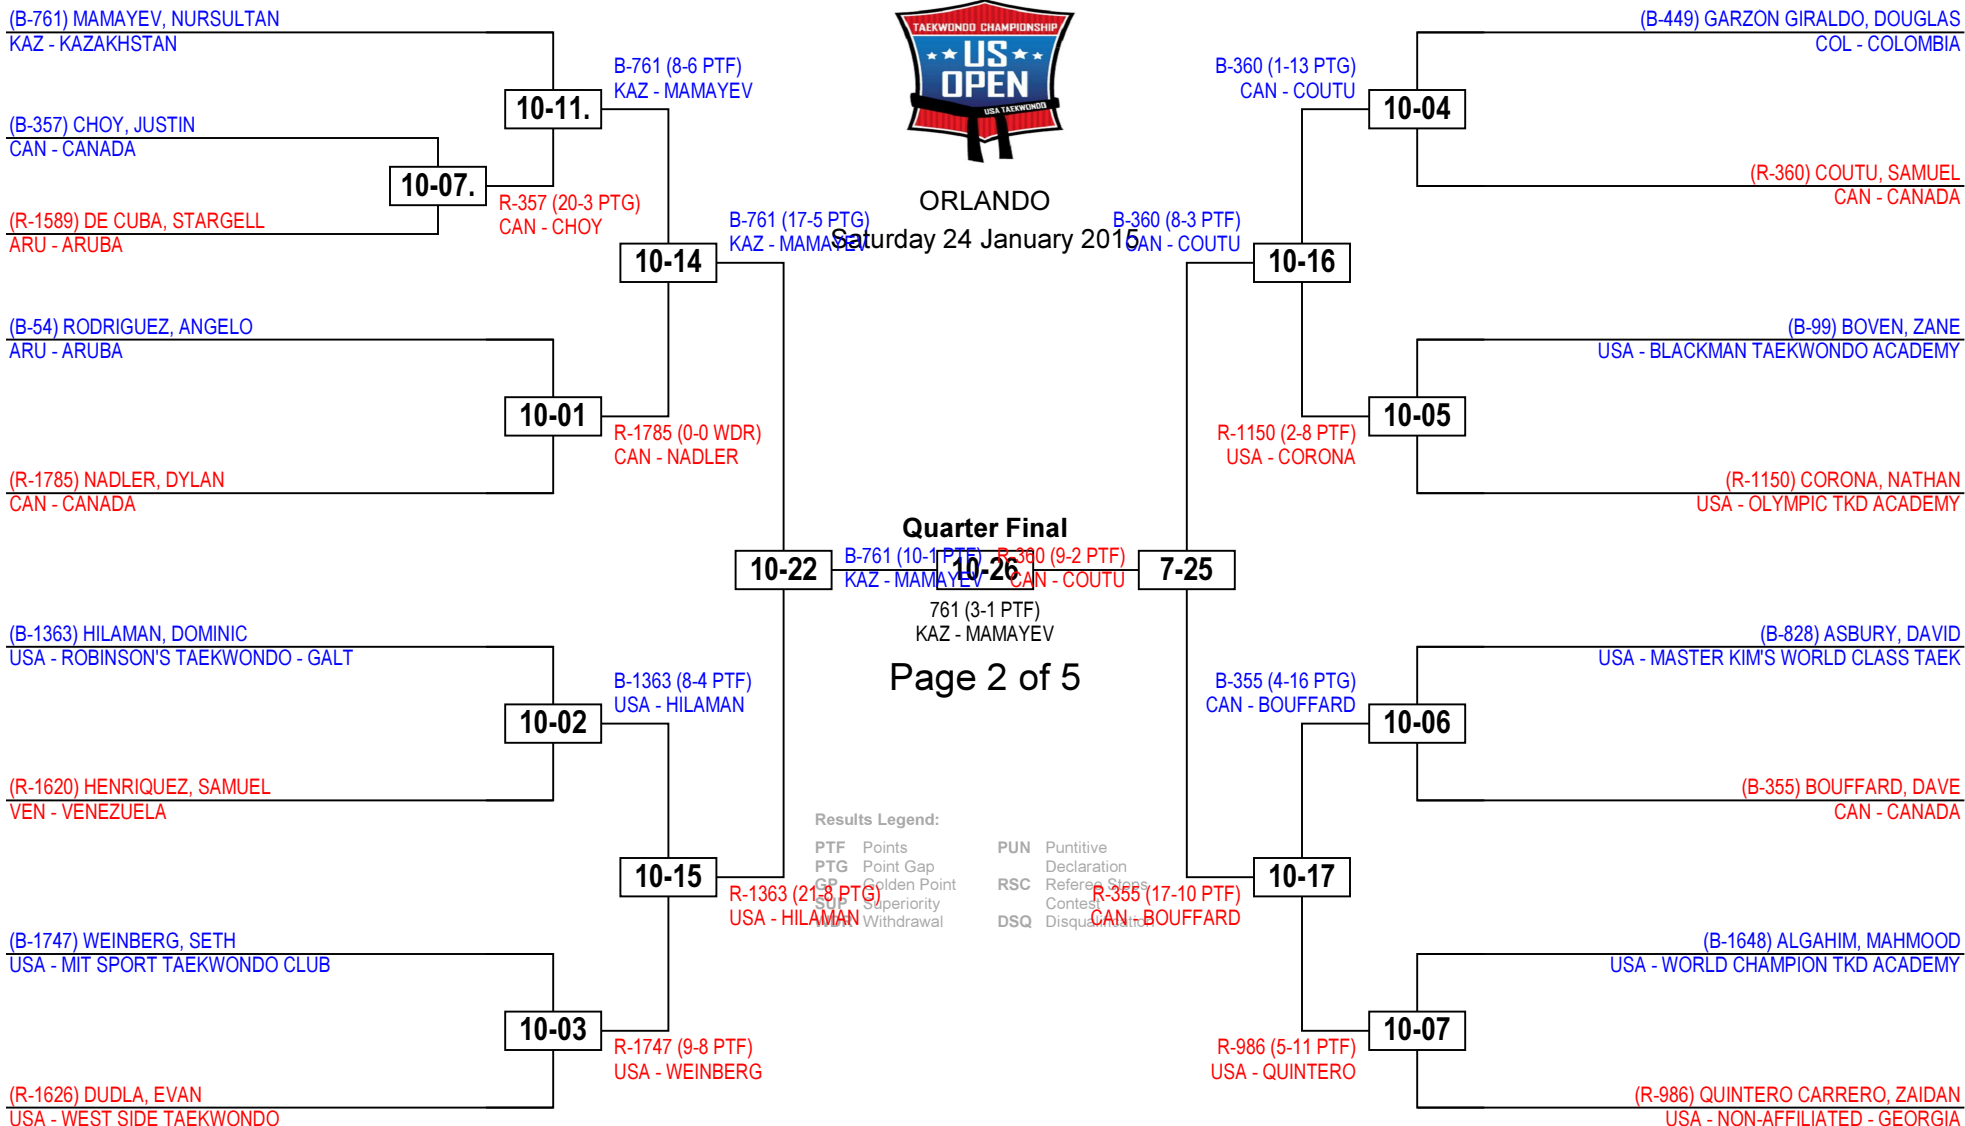 (B-761) MAMAYEV, NURSULTAN
KAZ - KAZAKHSTAN
(B-357) CHOY, JUSTIN
CAN - CANADA
(R-1589) DE CUBA, STARGELL
ARU - ARUBA
(B-54) RODRIGUEZ, ANGELO
ARU - ARUBA
(R-1785) NADLER, DYLAN
CAN - CANADA
(B-1363) HILAMAN, DOMINIC
USA - ROBINSON'S TAEKWONDO - GALT
(R-1620) HENRIQUEZ, SAMUEL
VEN - VENEZUELA
(B-1747) WEINBERG, SETH
USA - MIT SPORT TAEKWONDO CLUB
(R-1626) DUDLA, EVAN
USA - WEST SIDE TAEKWONDO
10-07.
R-357 (20-3 PTG)
CAN - CHOY
10-11.
B-761 (8-6 PTF)
KAZ - MAMAYEV
10-01
R-1785 (0-0 WDR)
CAN - NADLER
10-02
B-1363 (8-4 PTF)
USA - HILAMAN
10-03
R-1747 (9-8 PTF)
USA - WEINBERG
10-14
B-761 (17-5 PTG)
KAZ - MAMAYEV
10-15
R-1363 (21-8 PTG)
USA - HILAMAN
10-22
B-761 (10-1 PTF)
KAZ - MAMAYEV
TAEKWONDO CHAMPIONSHIP
US
OPEN
USA TAEKWONDO
ORLANDO
Saturday 24 January 2015
Quarter Final
10-26
761 (3-1 PTF)
KAZ - MAMAYEV
Page 2 of 5
Results Legend:
PTF Points
PTG Point Gap
GP Golden Point
SUP Superiority
WDR Withdrawal
PUN Puntitive
Declaration
RSC Referee Stops
Contest
DSQ Disqualification
R-360 (9-2 PTF)
CAN - COUTU
7-25
B-360 (8-3 PTF)
CAN - COUTU
10-16
R-355 (17-10 PTF)
CAN - BOUFFARD
10-17
B-360 (1-13 PTG)
CAN - COUTU
10-04
R-1150 (2-8 PTF)
USA - CORONA
10-05
B-355 (4-16 PTG)
CAN - BOUFFARD
10-06
R-986 (5-11 PTF)
USA - QUINTERO
10-07
(B-449) GARZON GIRALDO, DOUGLAS
COL - COLOMBIA
(R-360) COUTU, SAMUEL
CAN - CANADA
(B-99) BOVEN, ZANE
USA - BLACKMAN TAEKWONDO ACADEMY
(R-1150) CORONA, NATHAN
USA - OLYMPIC TKD ACADEMY
(B-828) ASBURY, DAVID
USA - MASTER KIM'S WORLD CLASS TAEK
(B-355) BOUFFARD, DAVE
CAN - CANADA
(B-1648) ALGAHIM, MAHMOOD
USA - WORLD CHAMPION TKD ACADEMY
(R-986) QUINTERO CARRERO, ZAIDAN
USA - NON-AFFILIATED - GEORGIA